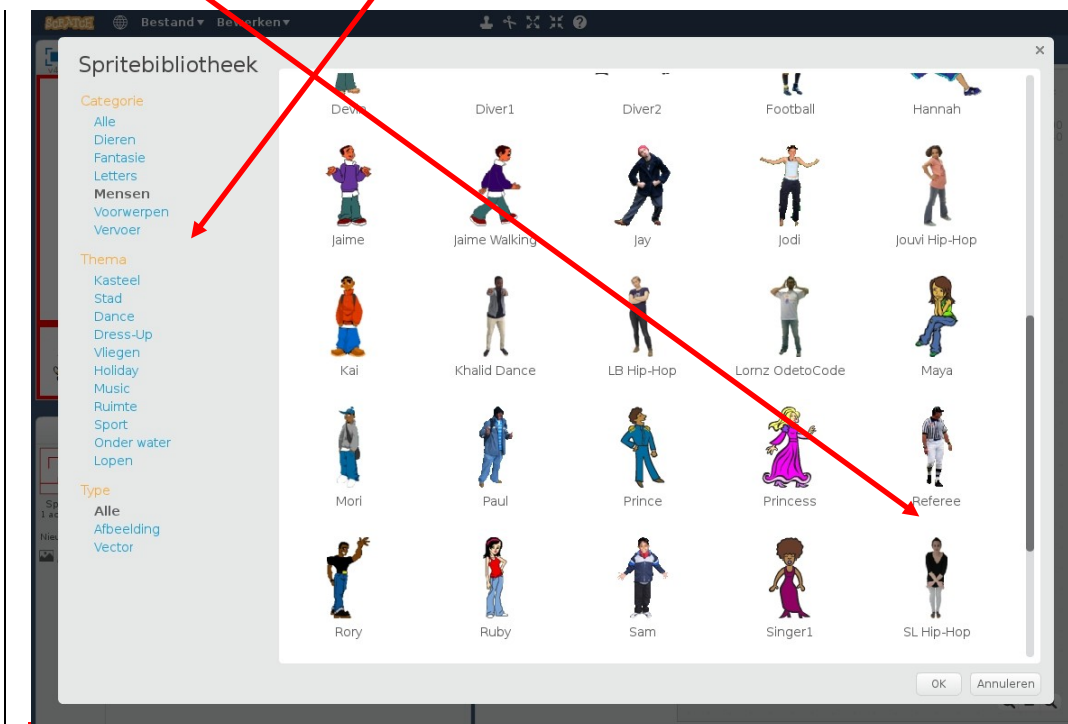 SCRATCH Bestand▾ Bewerken▾
Spritebibliotheek
×
Categorie
Alle
Dieren
Fantasie
Letters
Mensen
Voorwerpen
Vervoer
Thema
Kasteel
Stad
Dance
Dress-Up
Vliegen
Holiday
Music
Ruimte
Sport
Onder water
Lopen
Type
Alle
Afbeelding
Vector
Devin Diver1 Diver2 Football Hannah
Jaime Jaime Walking Jay Jodi Jouvi Hip-Hop
Kai Khalid Dance LB Hip-Hop Lornz OdetoCode Maya
Mori Paul Prince Princess Referee
Rory Ruby Sam Singer1 SL Hip-Hop
OK Annuleren